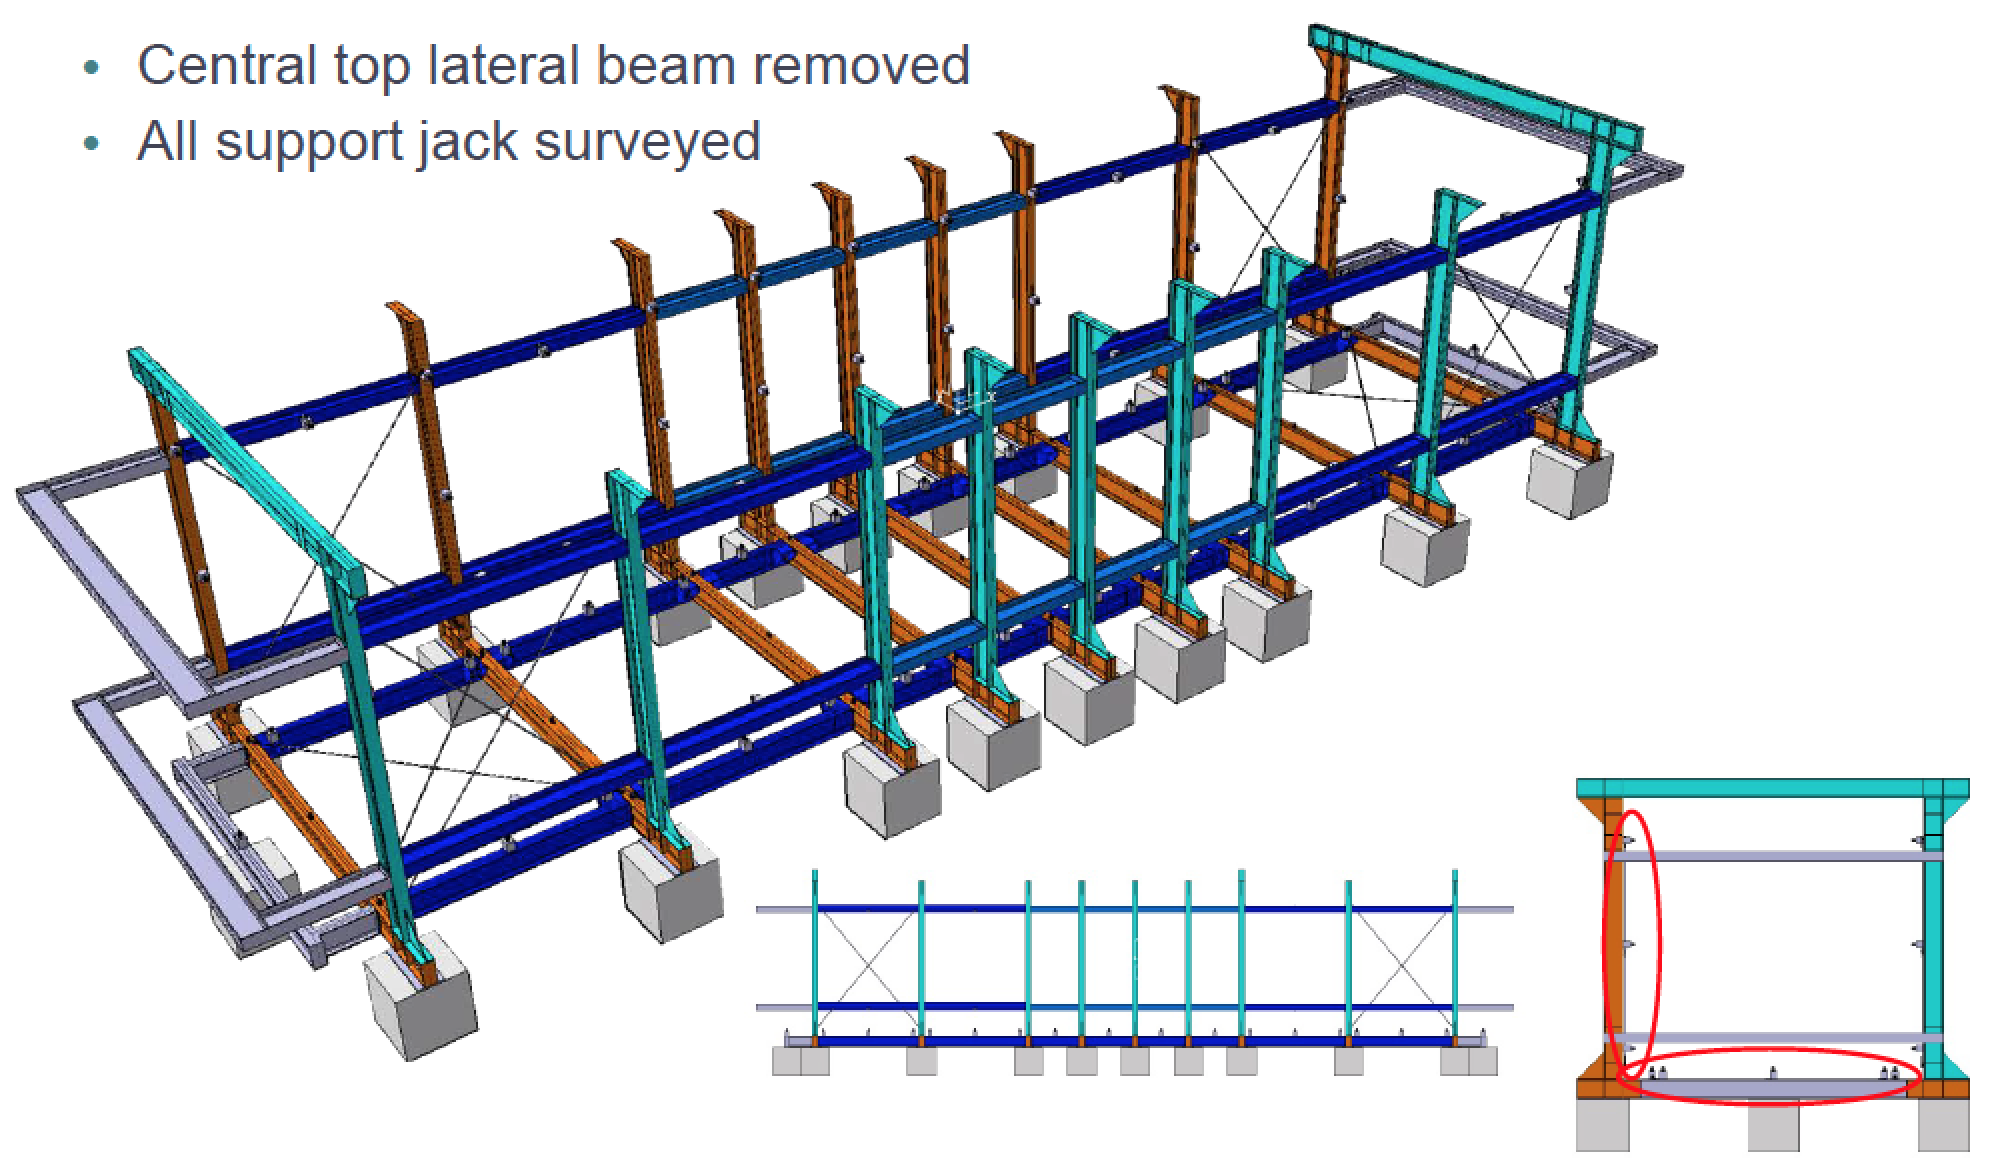 • Central top lateral beam removed
• All support jack surveyed